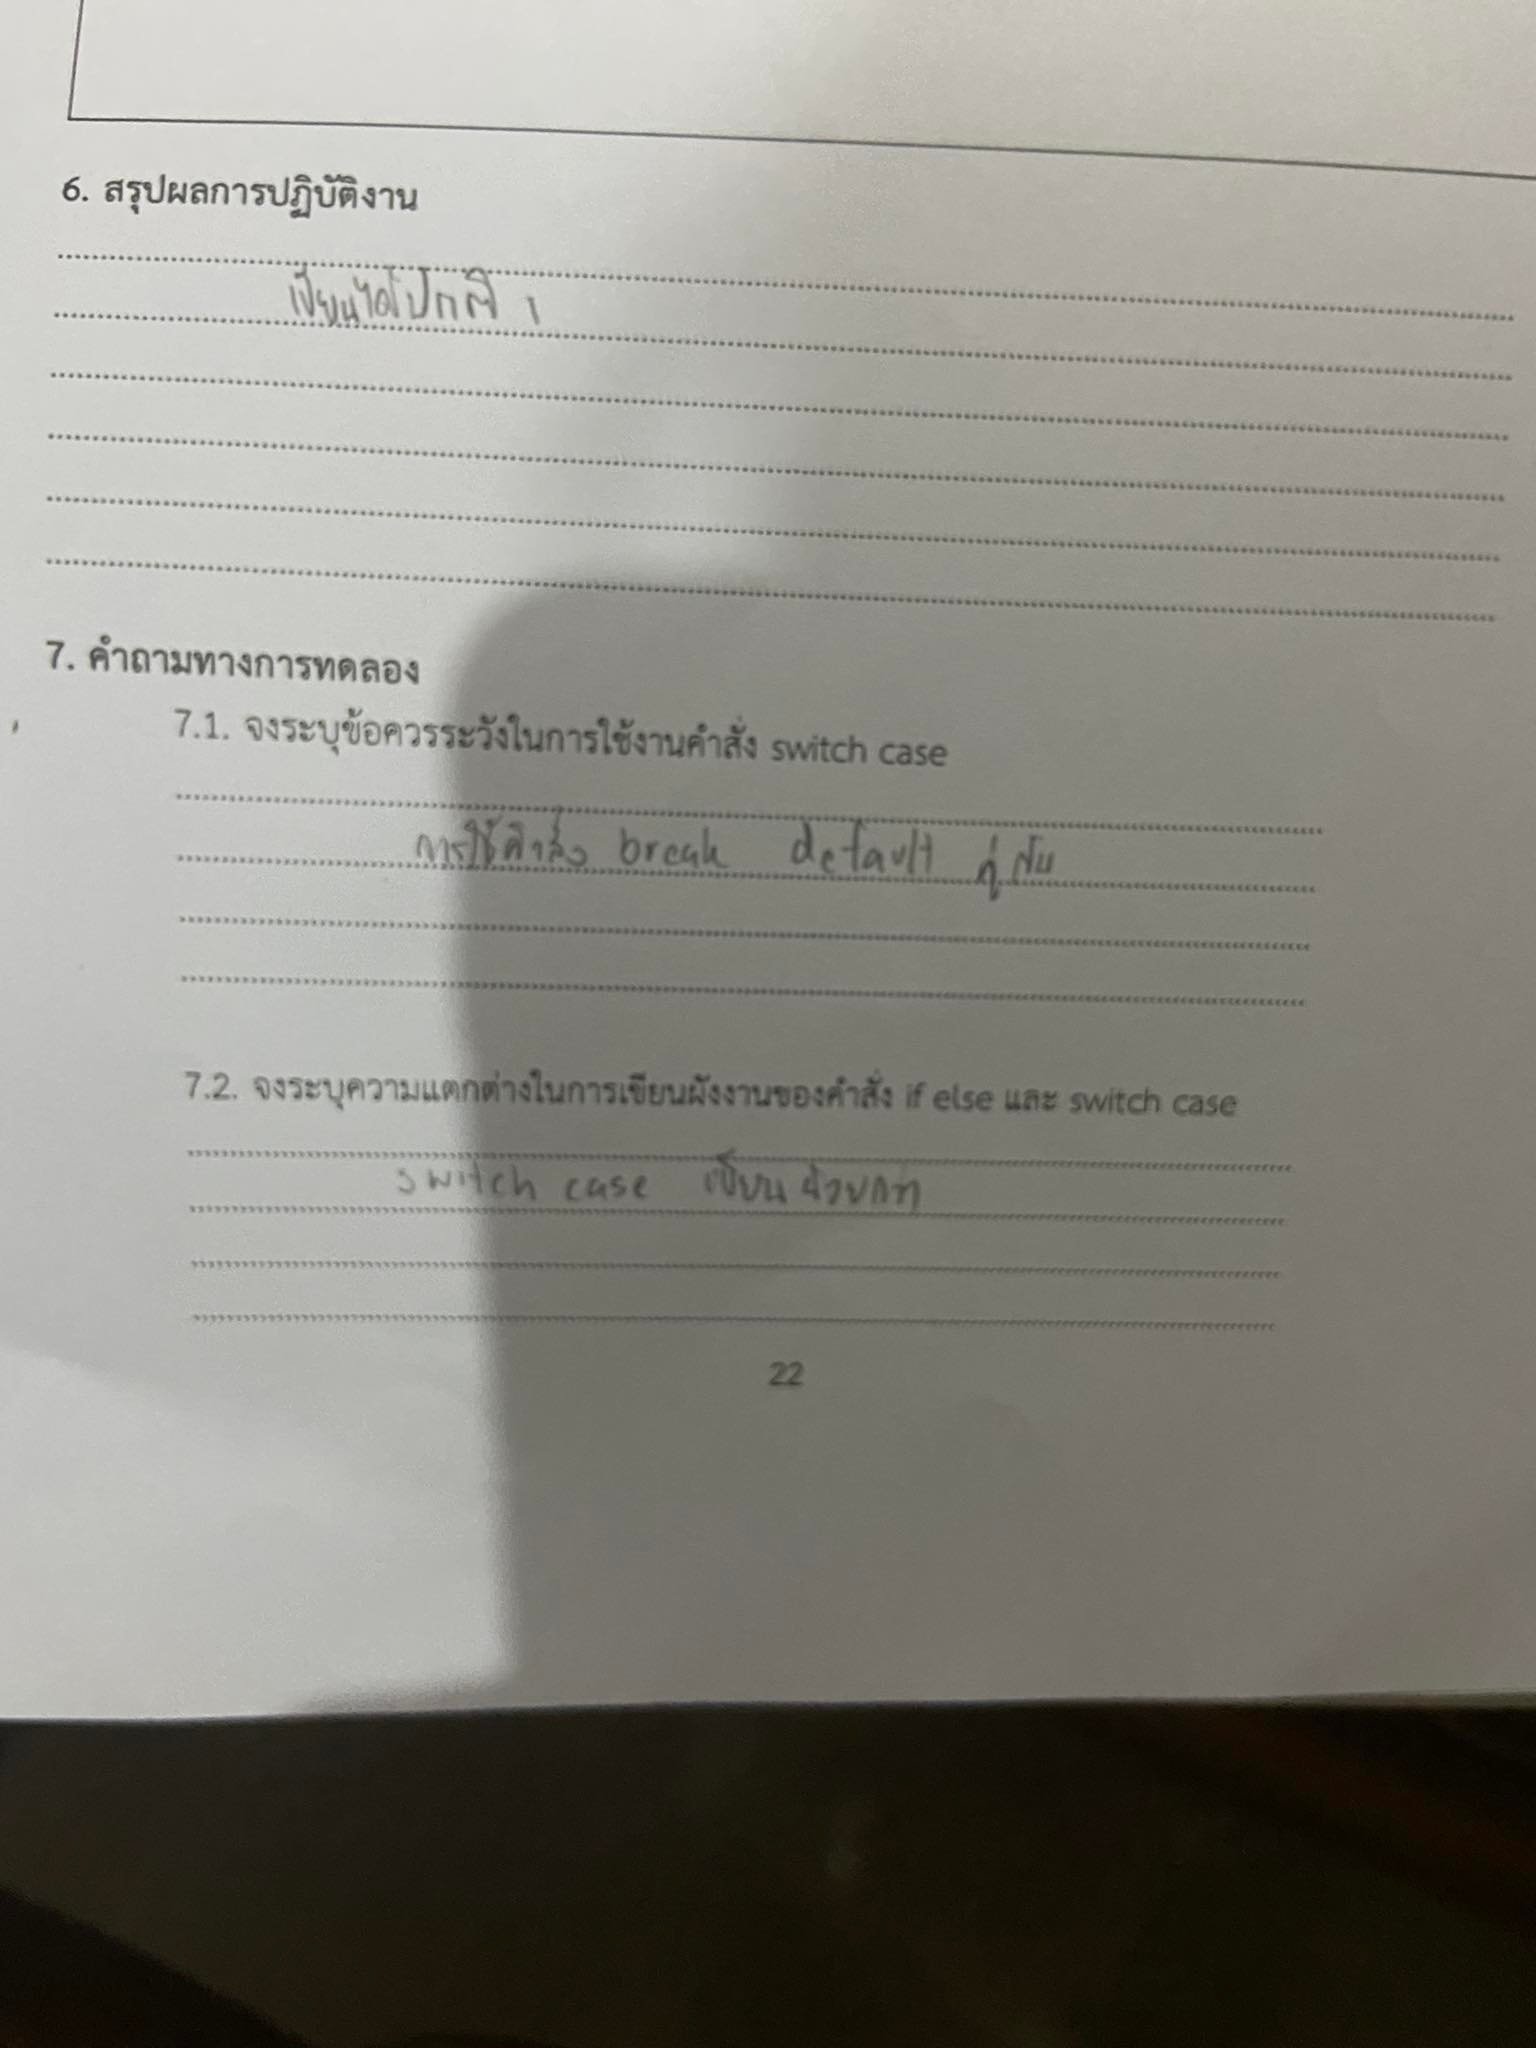 6. สรุปผลการปฏิบัติงาน
เขียนได้ปกติ
7. คำถามทางการทดลอง
7.1. จงระบุข้อควรระวังในการใช้งานคำสั่ง switch case
การใช้คำสั่ง break default คู่กัน
7.2. จงระบุความแตกต่างในการเขียนผังงานของคำสั่ง if else และ switch case
switch case เขียนง่ายกว่า
22